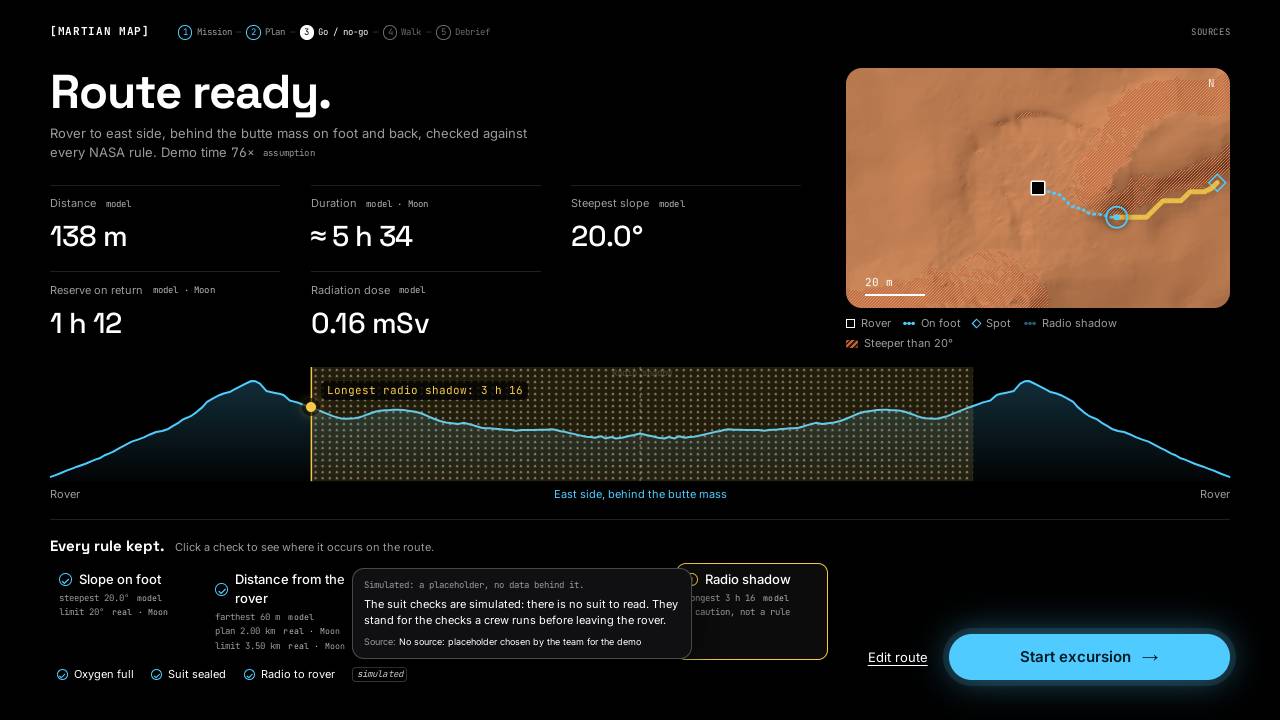 [MARTIAN MAP]
1 Mission – 2 Plan – 3 Go / no-go – 4 Walk – 5 Debrief
SOURCES
Route ready.
Rover to east side, behind the butte mass on foot and back, checked against
every NASA rule. Demo time 76× assumption
Distance model
138 m
Duration model · Moon
≈ 5 h 34
Steepest slope model
20.0°
Reserve on return model · Moon
1 h 12
Radiation dose model
0.16 mSv
N
20 m
Rover On foot Spot Radio shadow
Steeper than 20°
Longest radio shadow: 3 h 16
Rover
East side, behind the butte mass
Rover
Every rule kept. Click a check to see where it occurs on the route.
Slope on foot
steepest 20.0° model
limit 20° real · Moon
Distance from the
rover
farthest 60 m model
plan 2.00 km real · Moon
limit 3.50 km real · Moon
Simulated: a placeholder, no data behind it.
The suit checks are simulated: there is no suit to read. They
stand for the checks a crew runs before leaving the rover.
Source: No source: placeholder chosen by the team for the demo
Radio shadow
ongest 3 h 16 model
caution, not a rule
Oxygen full Suit sealed Radio to rover simulated
Edit route
Start excursion →